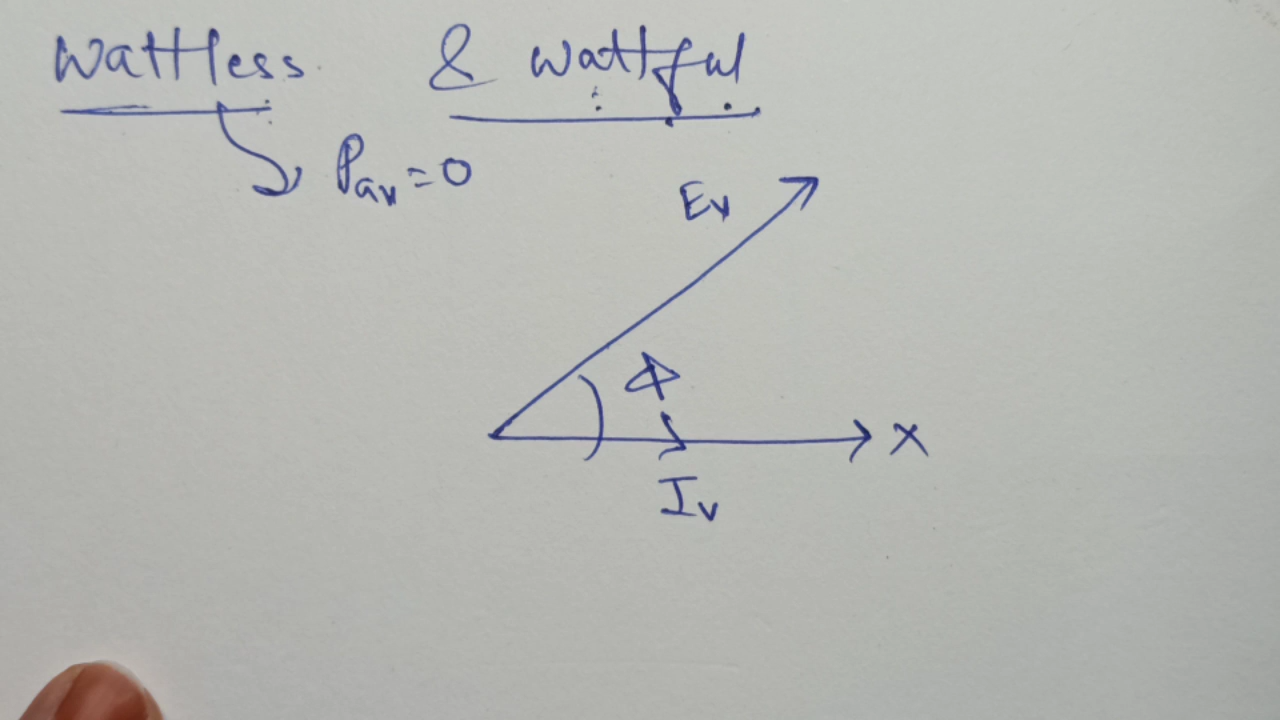 Wattless & wattful
Pav = 0
Ev
Φ
X
Iv